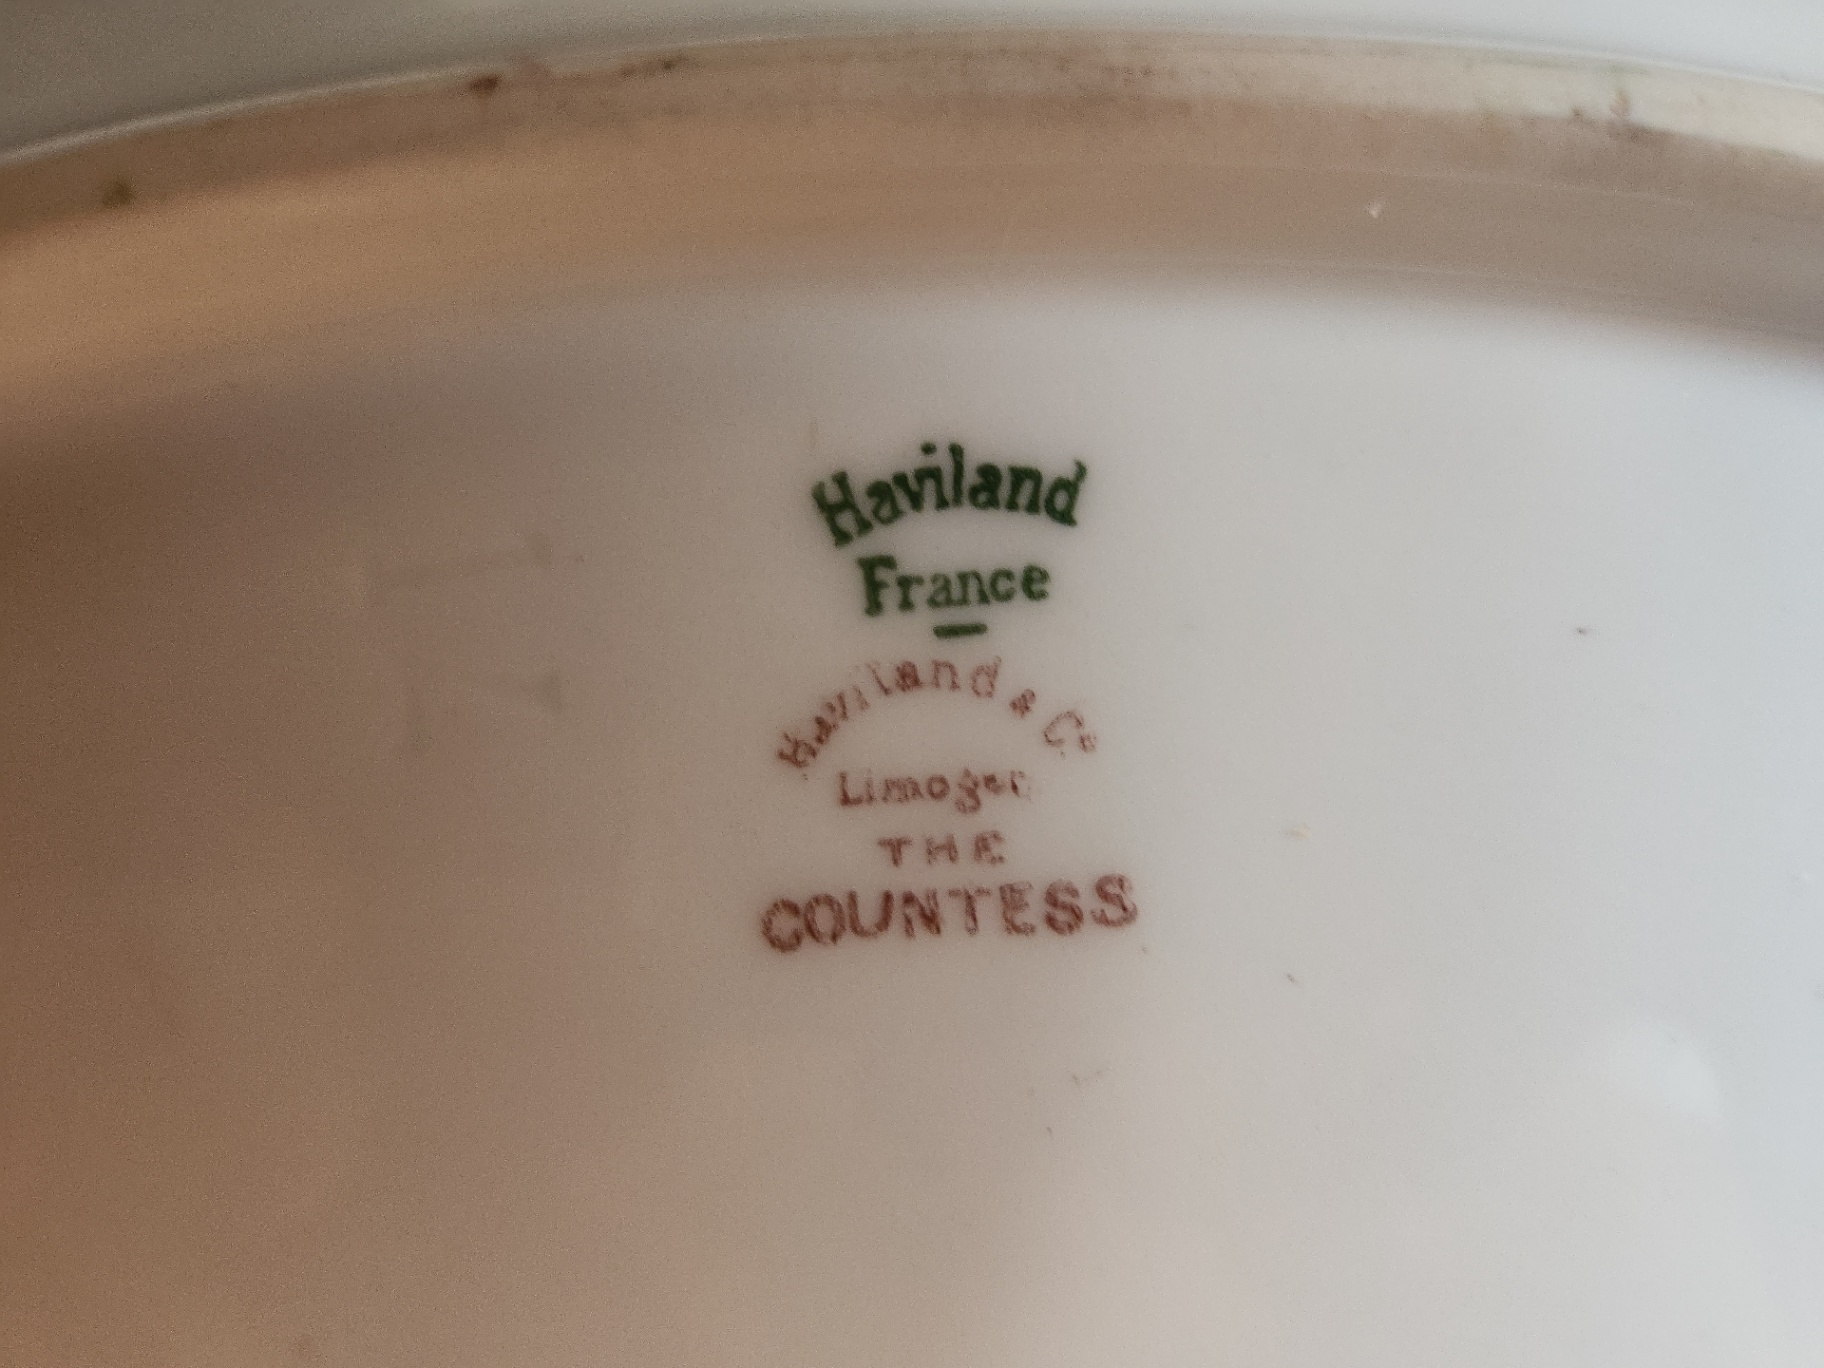 Haviland
France
Haviland & Co
Limoges
THE
COUNTESS